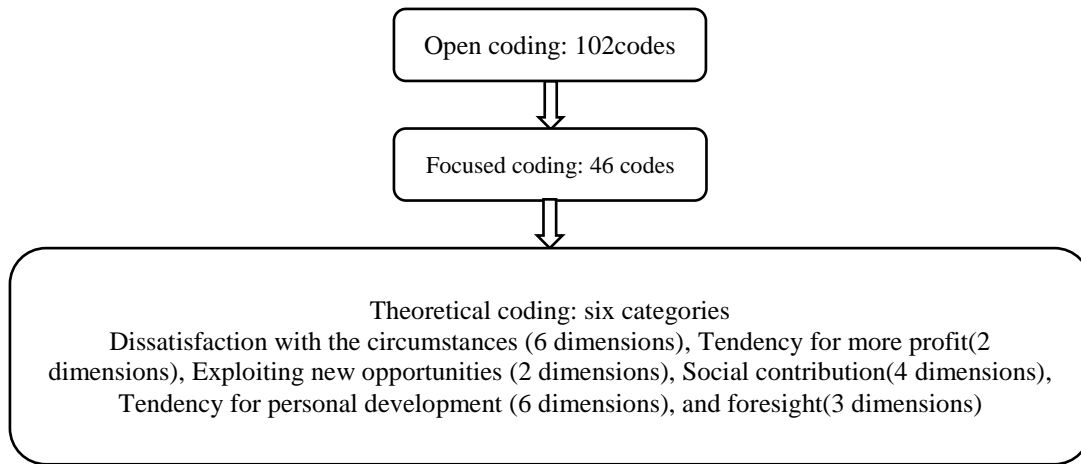 Open coding: 102codes
Focused coding: 46 codes
Theoretical coding: six categories
Dissatisfaction with the circumstances (6 dimensions), Tendency for more profit(2
dimensions), Exploiting new opportunities (2 dimensions), Social contribution(4 dimensions),
Tendency for personal development (6 dimensions), and foresight(3 dimensions)